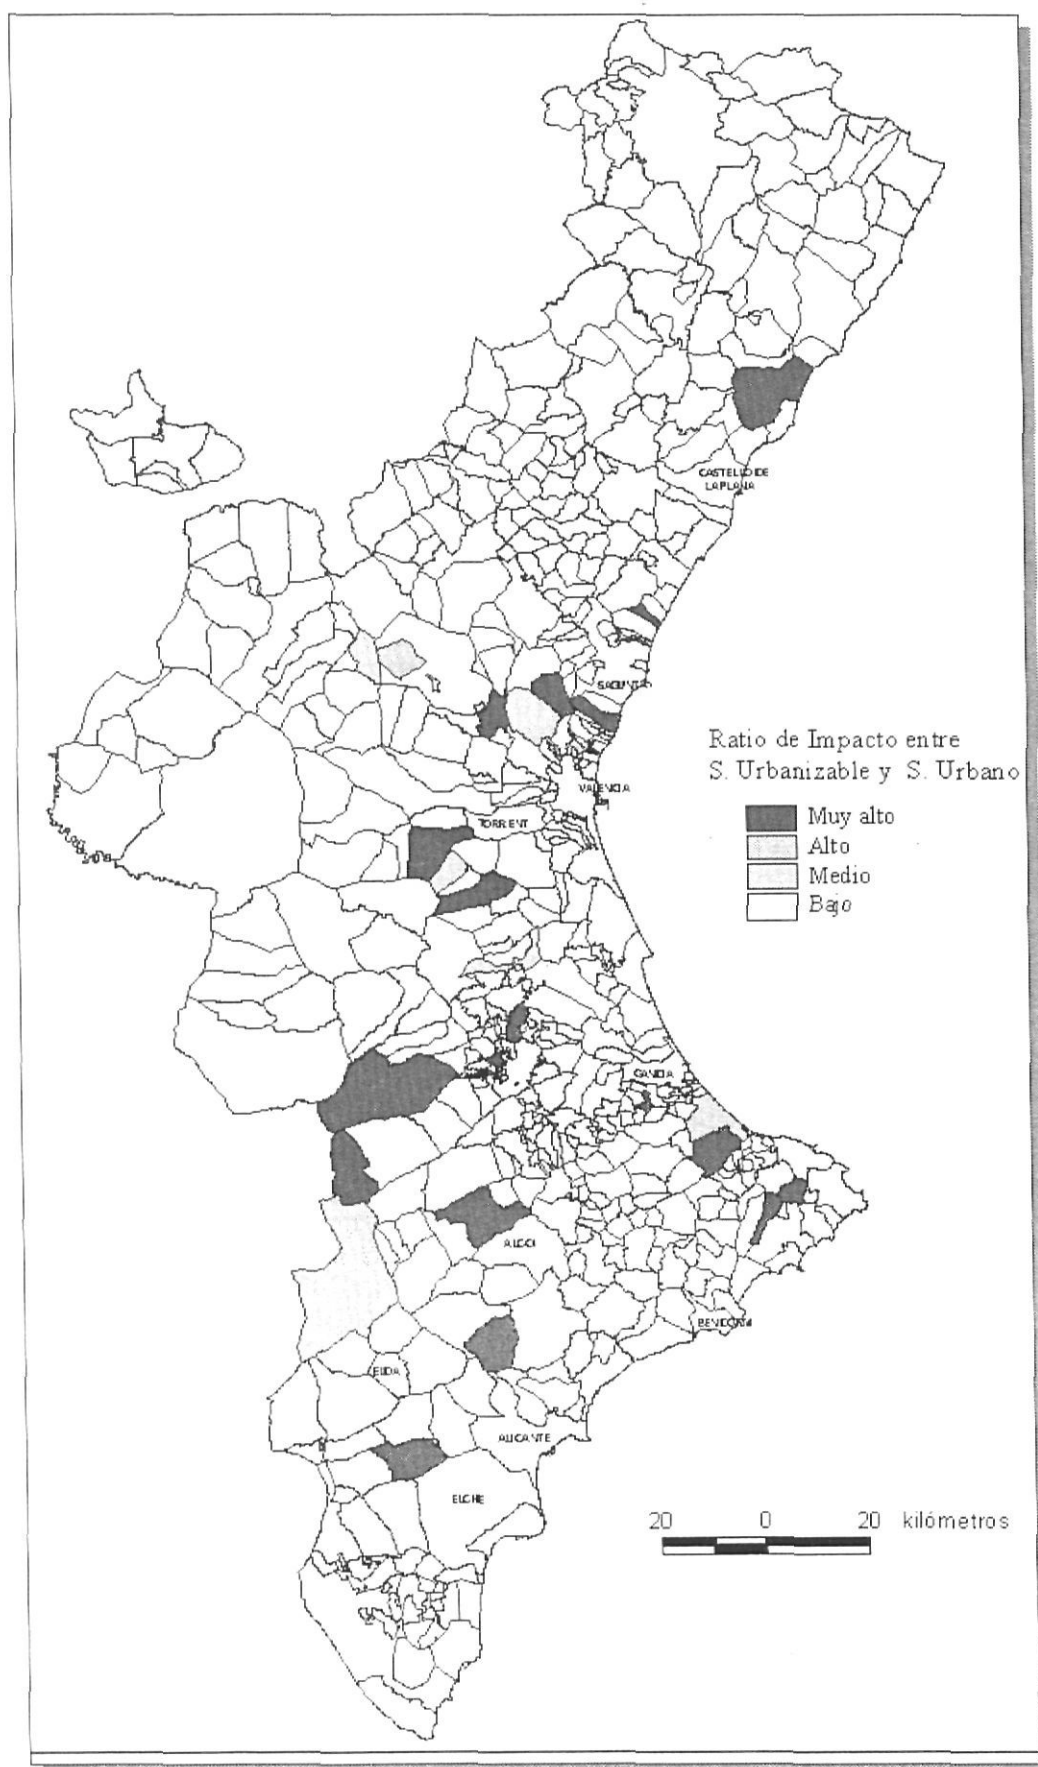 CASTELLO DE
LA PLANA
SAGUNTO
Ratio de Impacto entre
S. Urbanizable y S. Urbano
VALENCIA
Muy alto
TORRENT
Alto
Medio
Bajo
GANDIA
ALCOI
BENIDORM
ELDA
ALICANTE
ELCHE
20 0 20 kilómetros